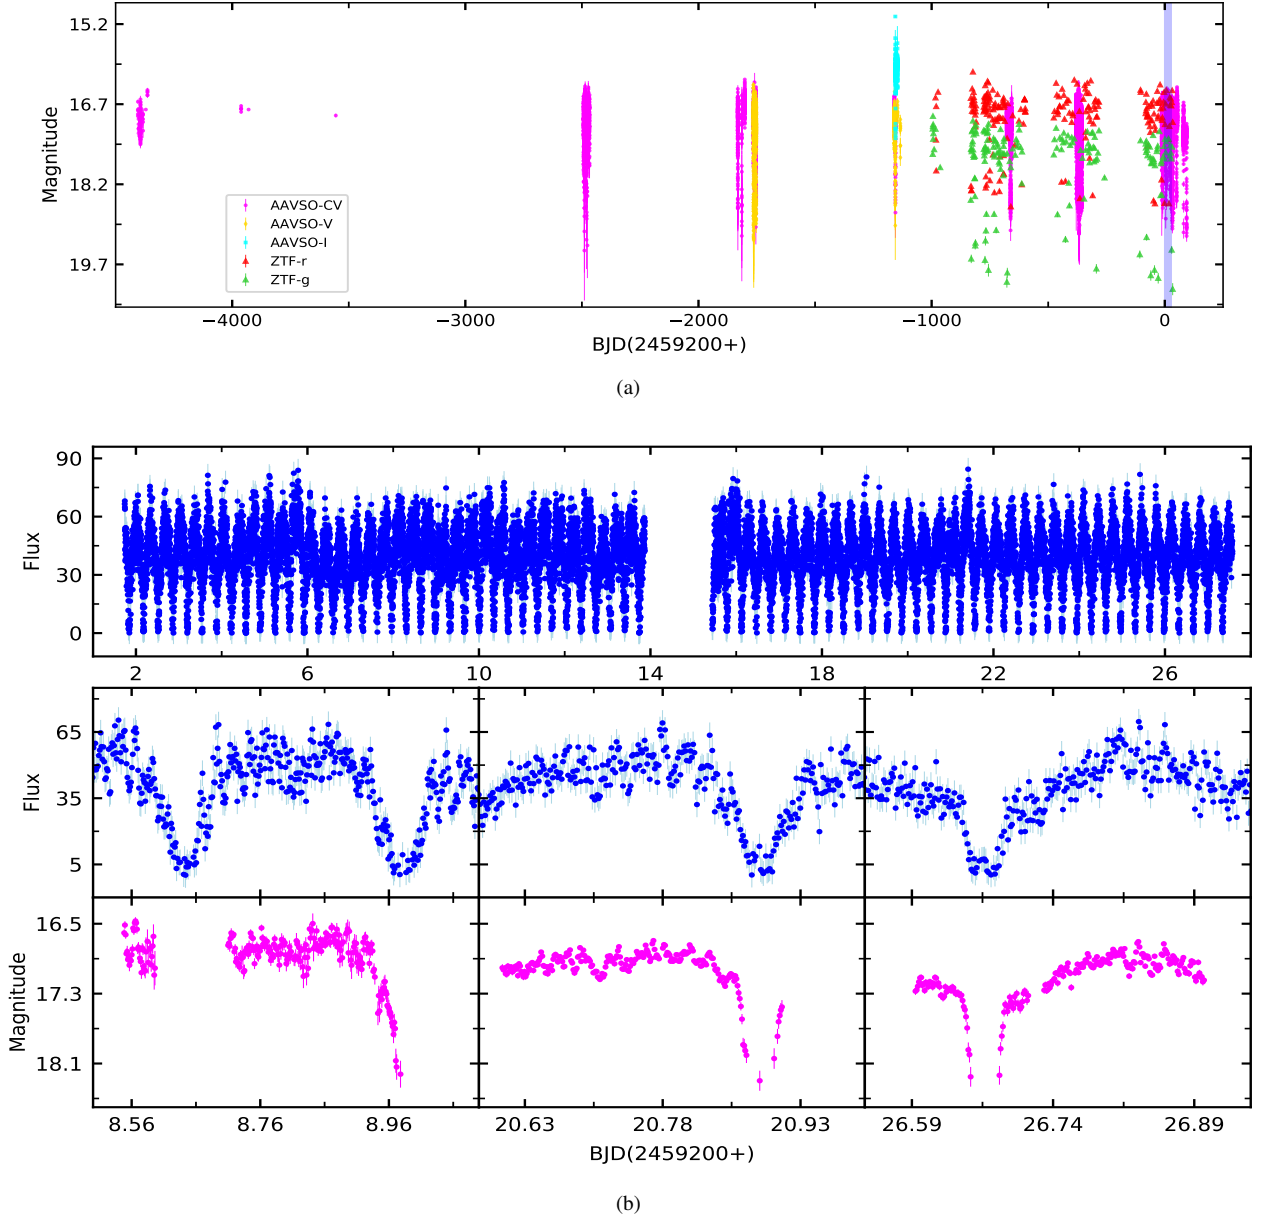 15.2
16.7
18.2
19.7
Magnitude
AAVSO-CV
AAVSO-V
AAVSO-I
ZTF-r
ZTF-g
−4000 −3000 −2000 −1000 0
BJD(2459200+)
(a)
90
60
30
0
Flux
2 6 10 14 18 22 26
65
35
5
Flux
16.5
17.3
18.1
Magnitude
8.56 8.76 8.96 20.63 20.78 20.93 26.59 26.74 26.89
BJD(2459200+)
(b)